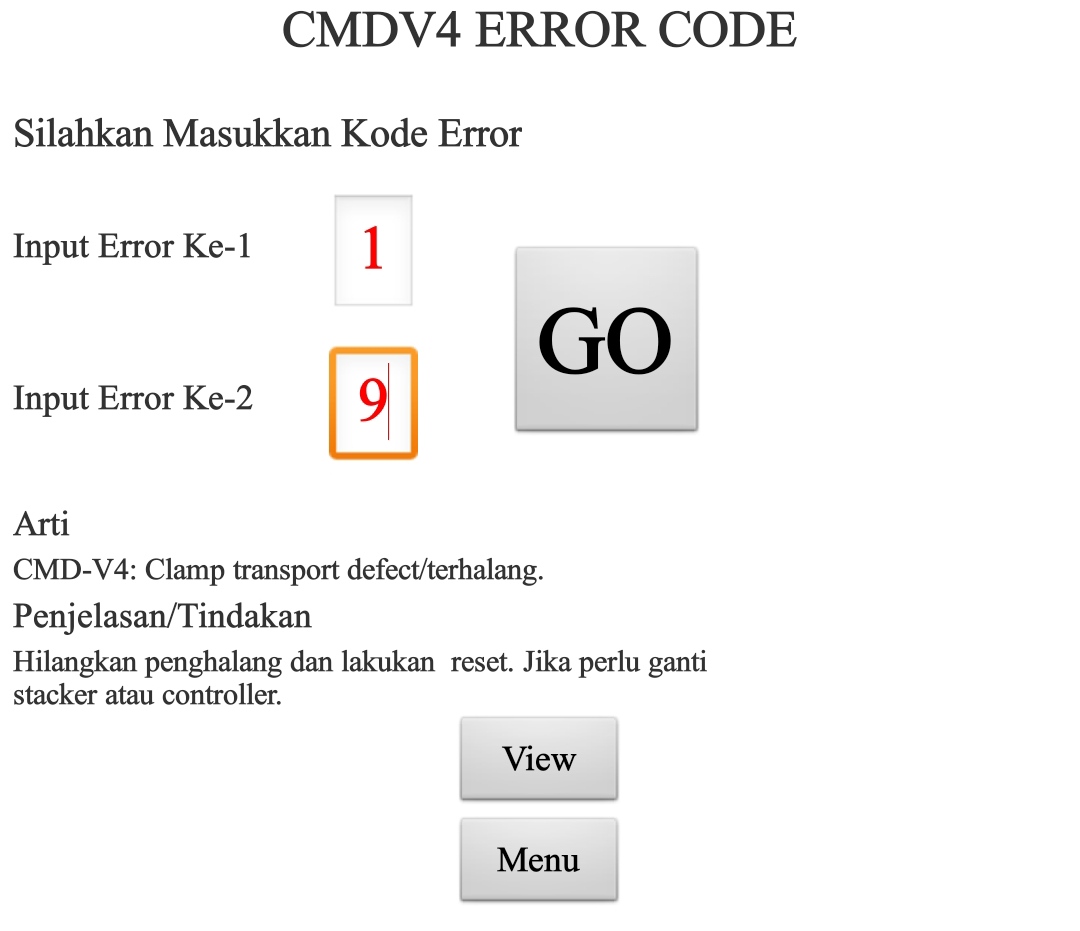 CMDV4 ERROR CODE
Silahkan Masukkan Kode Error
Input Error Ke-1
1
GO
Input Error Ke-2
9
Arti
CMD-V4: Clamp transport defect/terhalang.
Penjelasan/Tindakan
Hilangkan penghalang dan lakukan  reset. Jika perlu ganti
stacker atau controller.
View
Menu